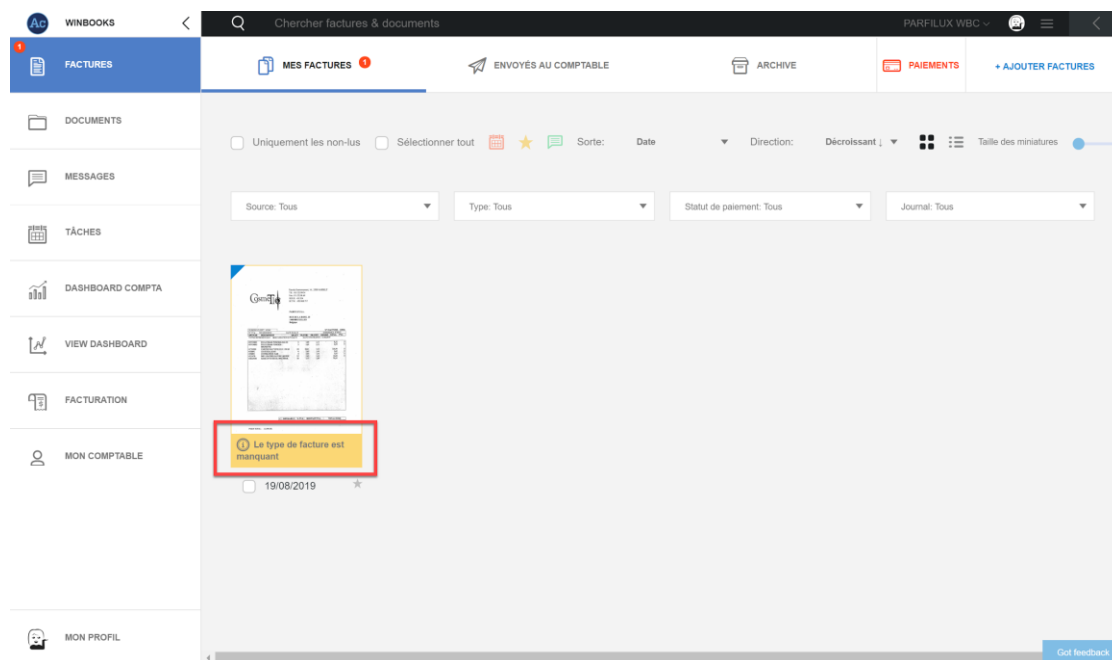 Ac WINBOOKS
Chercher factures & documents
PARFILUX WBC
1
FACTURES
MES FACTURES 1
ENVOYÉS AU COMPTABLE
ARCHIVE
PAIEMENTS
+ AJOUTER FACTURES
DOCUMENTS
MESSAGES
TÂCHES
DASHBOARD COMPTA
VIEW DASHBOARD
FACTURATION
MON COMPTABLE
MON PROFIL
Uniquement les non-lus
Sélectionner tout
Sorte: Date
Direction: Décroissant ↓
Taille des miniatures
Source: Tous
Type: Tous
Statut de paiement: Tous
Journal: Tous
Le type de facture est
manquant
19/08/2019
Got feedback